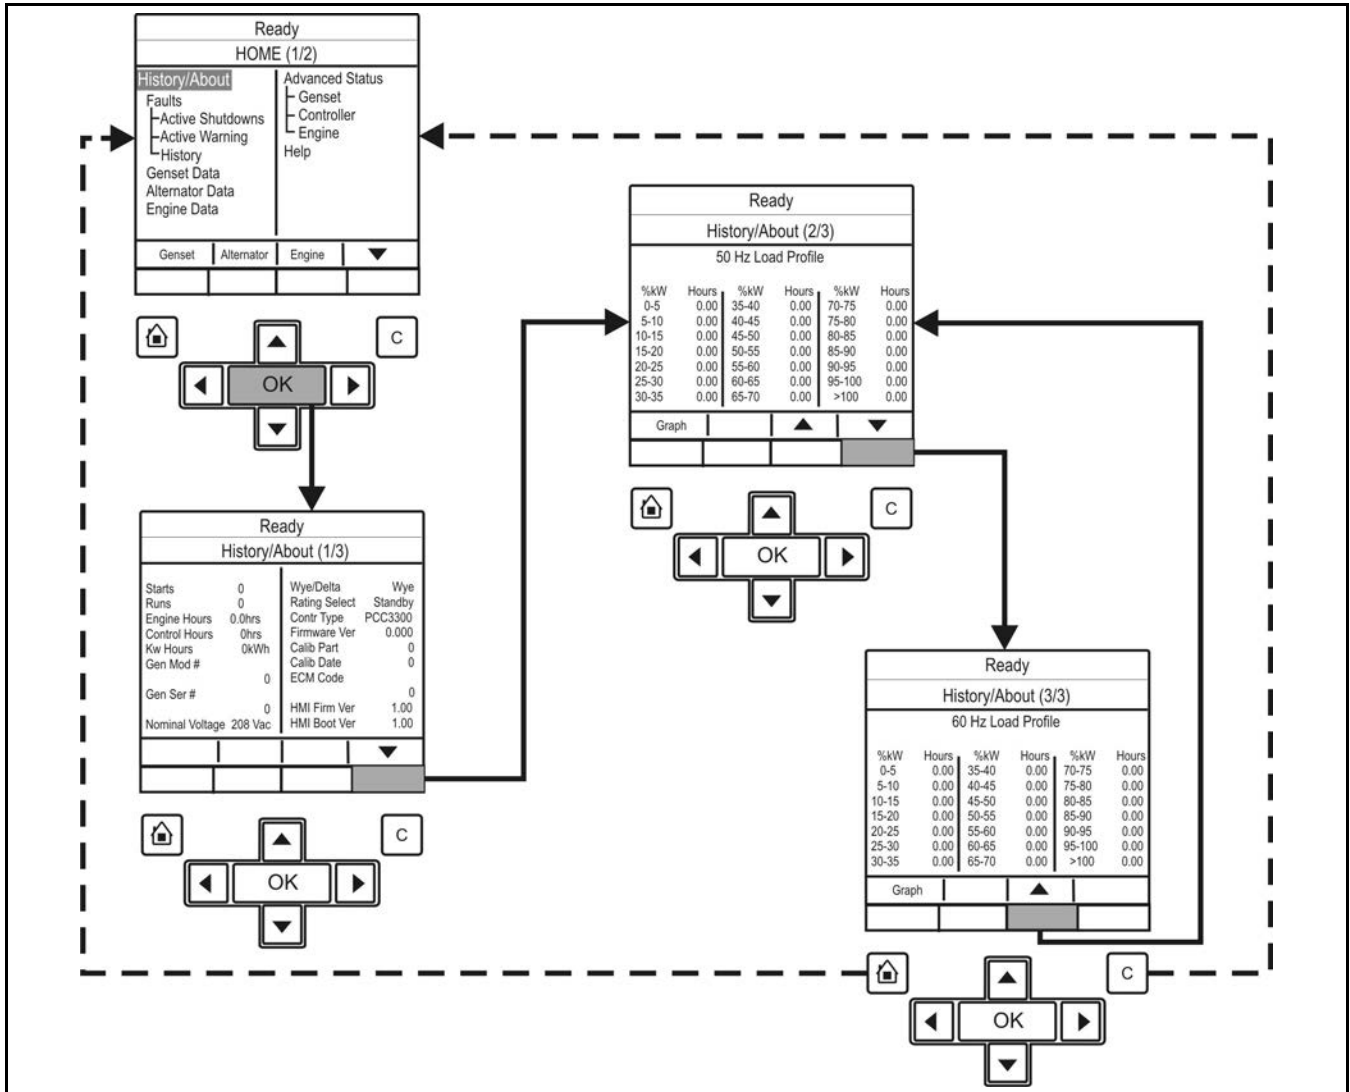 Ready
HOME (1/2)
History/About
Faults
Active Shutdowns
Active Warning
History
Genset Data
Alternator Data
Engine Data
Advanced Status
Genset
Controller
Engine
Help
Genset Alternator Engine
C
OK
Ready
History/About (1/3)
Starts 0
Runs 0
Engine Hours 0.0hrs
Control Hours 0hrs
Kw Hours 0kWh
Gen Mod #
0
Gen Ser #
0
Nominal Voltage 208 Vac
Wye/Delta Wye
Rating Select Standby
Contr Type PCC3300
Firmware Ver 0.000
Calib Part 0
Calib Date 0
ECM Code
0
HMI Firm Ver 1.00
HMI Boot Ver 1.00
C
OK
Ready
History/About (2/3)
50 Hz Load Profile
%kW Hours %kW Hours %kW Hours
0-5 0.00 35-40 0.00 70-75 0.00
5-10 0.00 40-45 0.00 75-80 0.00
10-15 0.00 45-50 0.00 80-85 0.00
15-20 0.00 50-55 0.00 85-90 0.00
20-25 0.00 55-60 0.00 90-95 0.00
25-30 0.00 60-65 0.00 95-100 0.00
30-35 0.00 65-70 0.00 >100 0.00
Graph
C
OK
Ready
History/About (3/3)
60 Hz Load Profile
%kW Hours %kW Hours %kW Hours
0-5 0.00 35-40 0.00 70-75 0.00
5-10 0.00 40-45 0.00 75-80 0.00
10-15 0.00 45-50 0.00 80-85 0.00
15-20 0.00 50-55 0.00 85-90 0.00
20-25 0.00 55-60 0.00 90-95 0.00
25-30 0.00 60-65 0.00 95-100 0.00
30-35 0.00 65-70 0.00 >100 0.00
Graph
C
OK